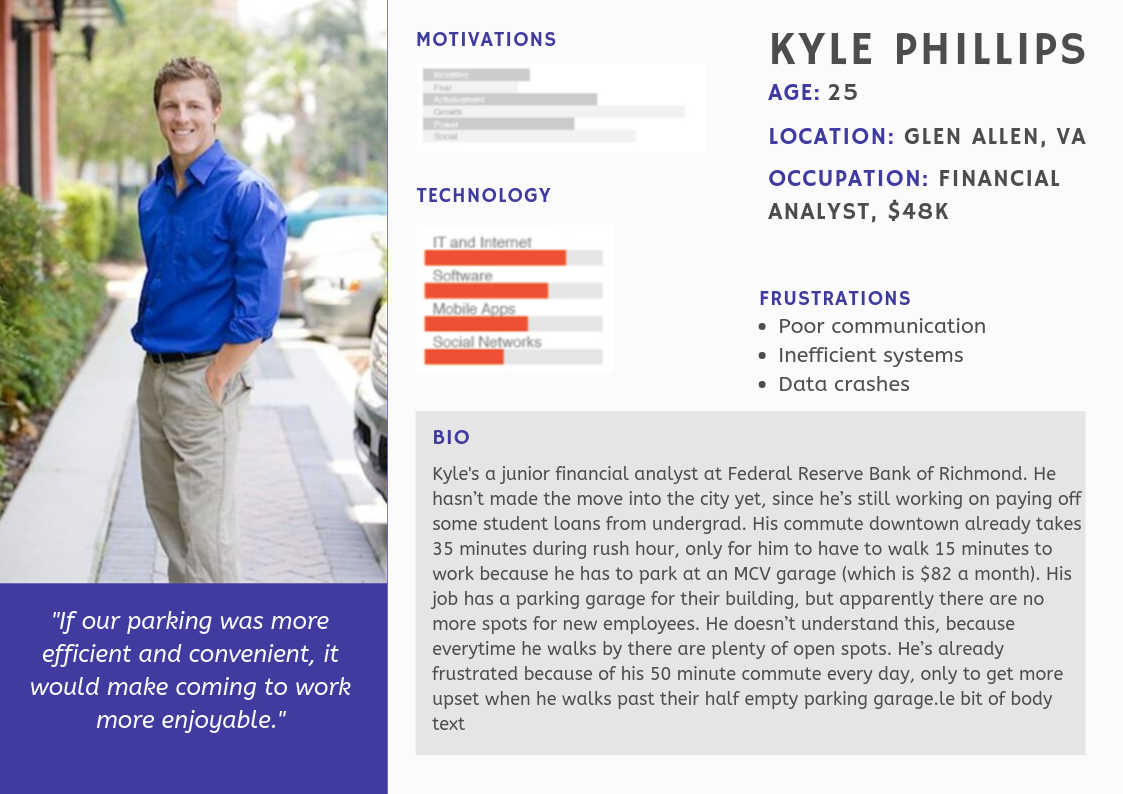 MOTIVATIONS
Incentive
Fear
Achievement
Growth
Power
Social
TECHNOLOGY
IT and Internet
Software
Mobile Apps
Social Networks
KYLE PHILLIPS
AGE: 25
LOCATION: GLEN ALLEN, VA
OCCUPATION: FINANCIAL
ANALYST, $48K
FRUSTRATIONS
• Poor communication
• Inefficient systems
• Data crashes
BIO
Kyle's a junior financial analyst at Federal Reserve Bank of Richmond. He
hasn’t made the move into the city yet, since he’s still working on paying off
some student loans from undergrad. His commute downtown already takes
35 minutes during rush hour, only for him to have to walk 15 minutes to
work because he has to park at an MCV garage (which is $82 a month). His
job has a parking garage for their building, but apparently there are no
more spots for new employees. He doesn’t understand this, because
everytime he walks by there are plenty of open spots. He’s already
frustrated because of his 50 minute commute every day, only to get more
upset when he walks past their half empty parking garage.le bit of body
text
"If our parking was more
efficient and convenient, it
would make coming to work
more enjoyable."